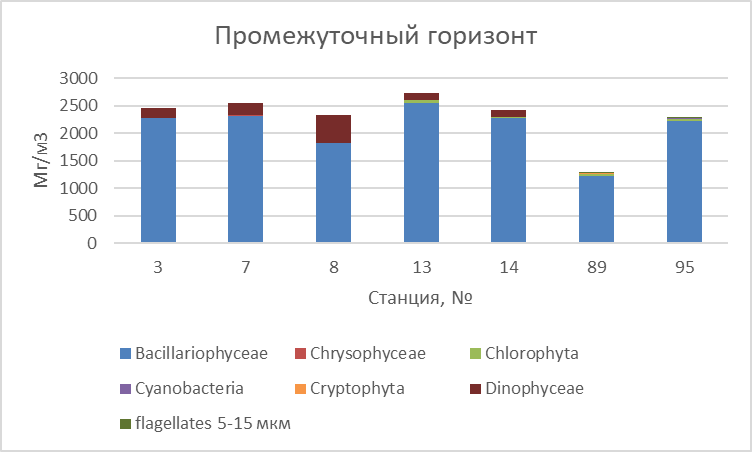 Промежуточный горизонт
3000
2500
2000
1500
1000
500
0
Мг/м3
3 7 8 13 14 89 95
Станция, №
Bacillariophyceae Chrysophyceae Chlorophyta
Cyanobacteria Cryptophyta Dinophyceae
flagellates 5-15 мкм